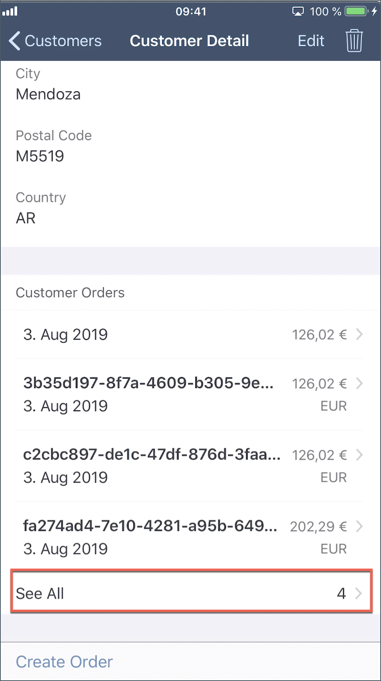 09:41
100 %
Customers
Customer Detail
Edit
City
Mendoza
Postal Code
M5519
Country
AR
Customer Orders
3. Aug 2019
126,02 €
3b35d197-8f7a-4609-b305-9e...
126,02 €
3. Aug 2019
EUR
c2cbc897-de1c-47df-876d-3faa...
126,02 €
3. Aug 2019
EUR
fa274ad4-7e10-4281-a95b-649...
202,29 €
3. Aug 2019
EUR
See All
4
Create Order